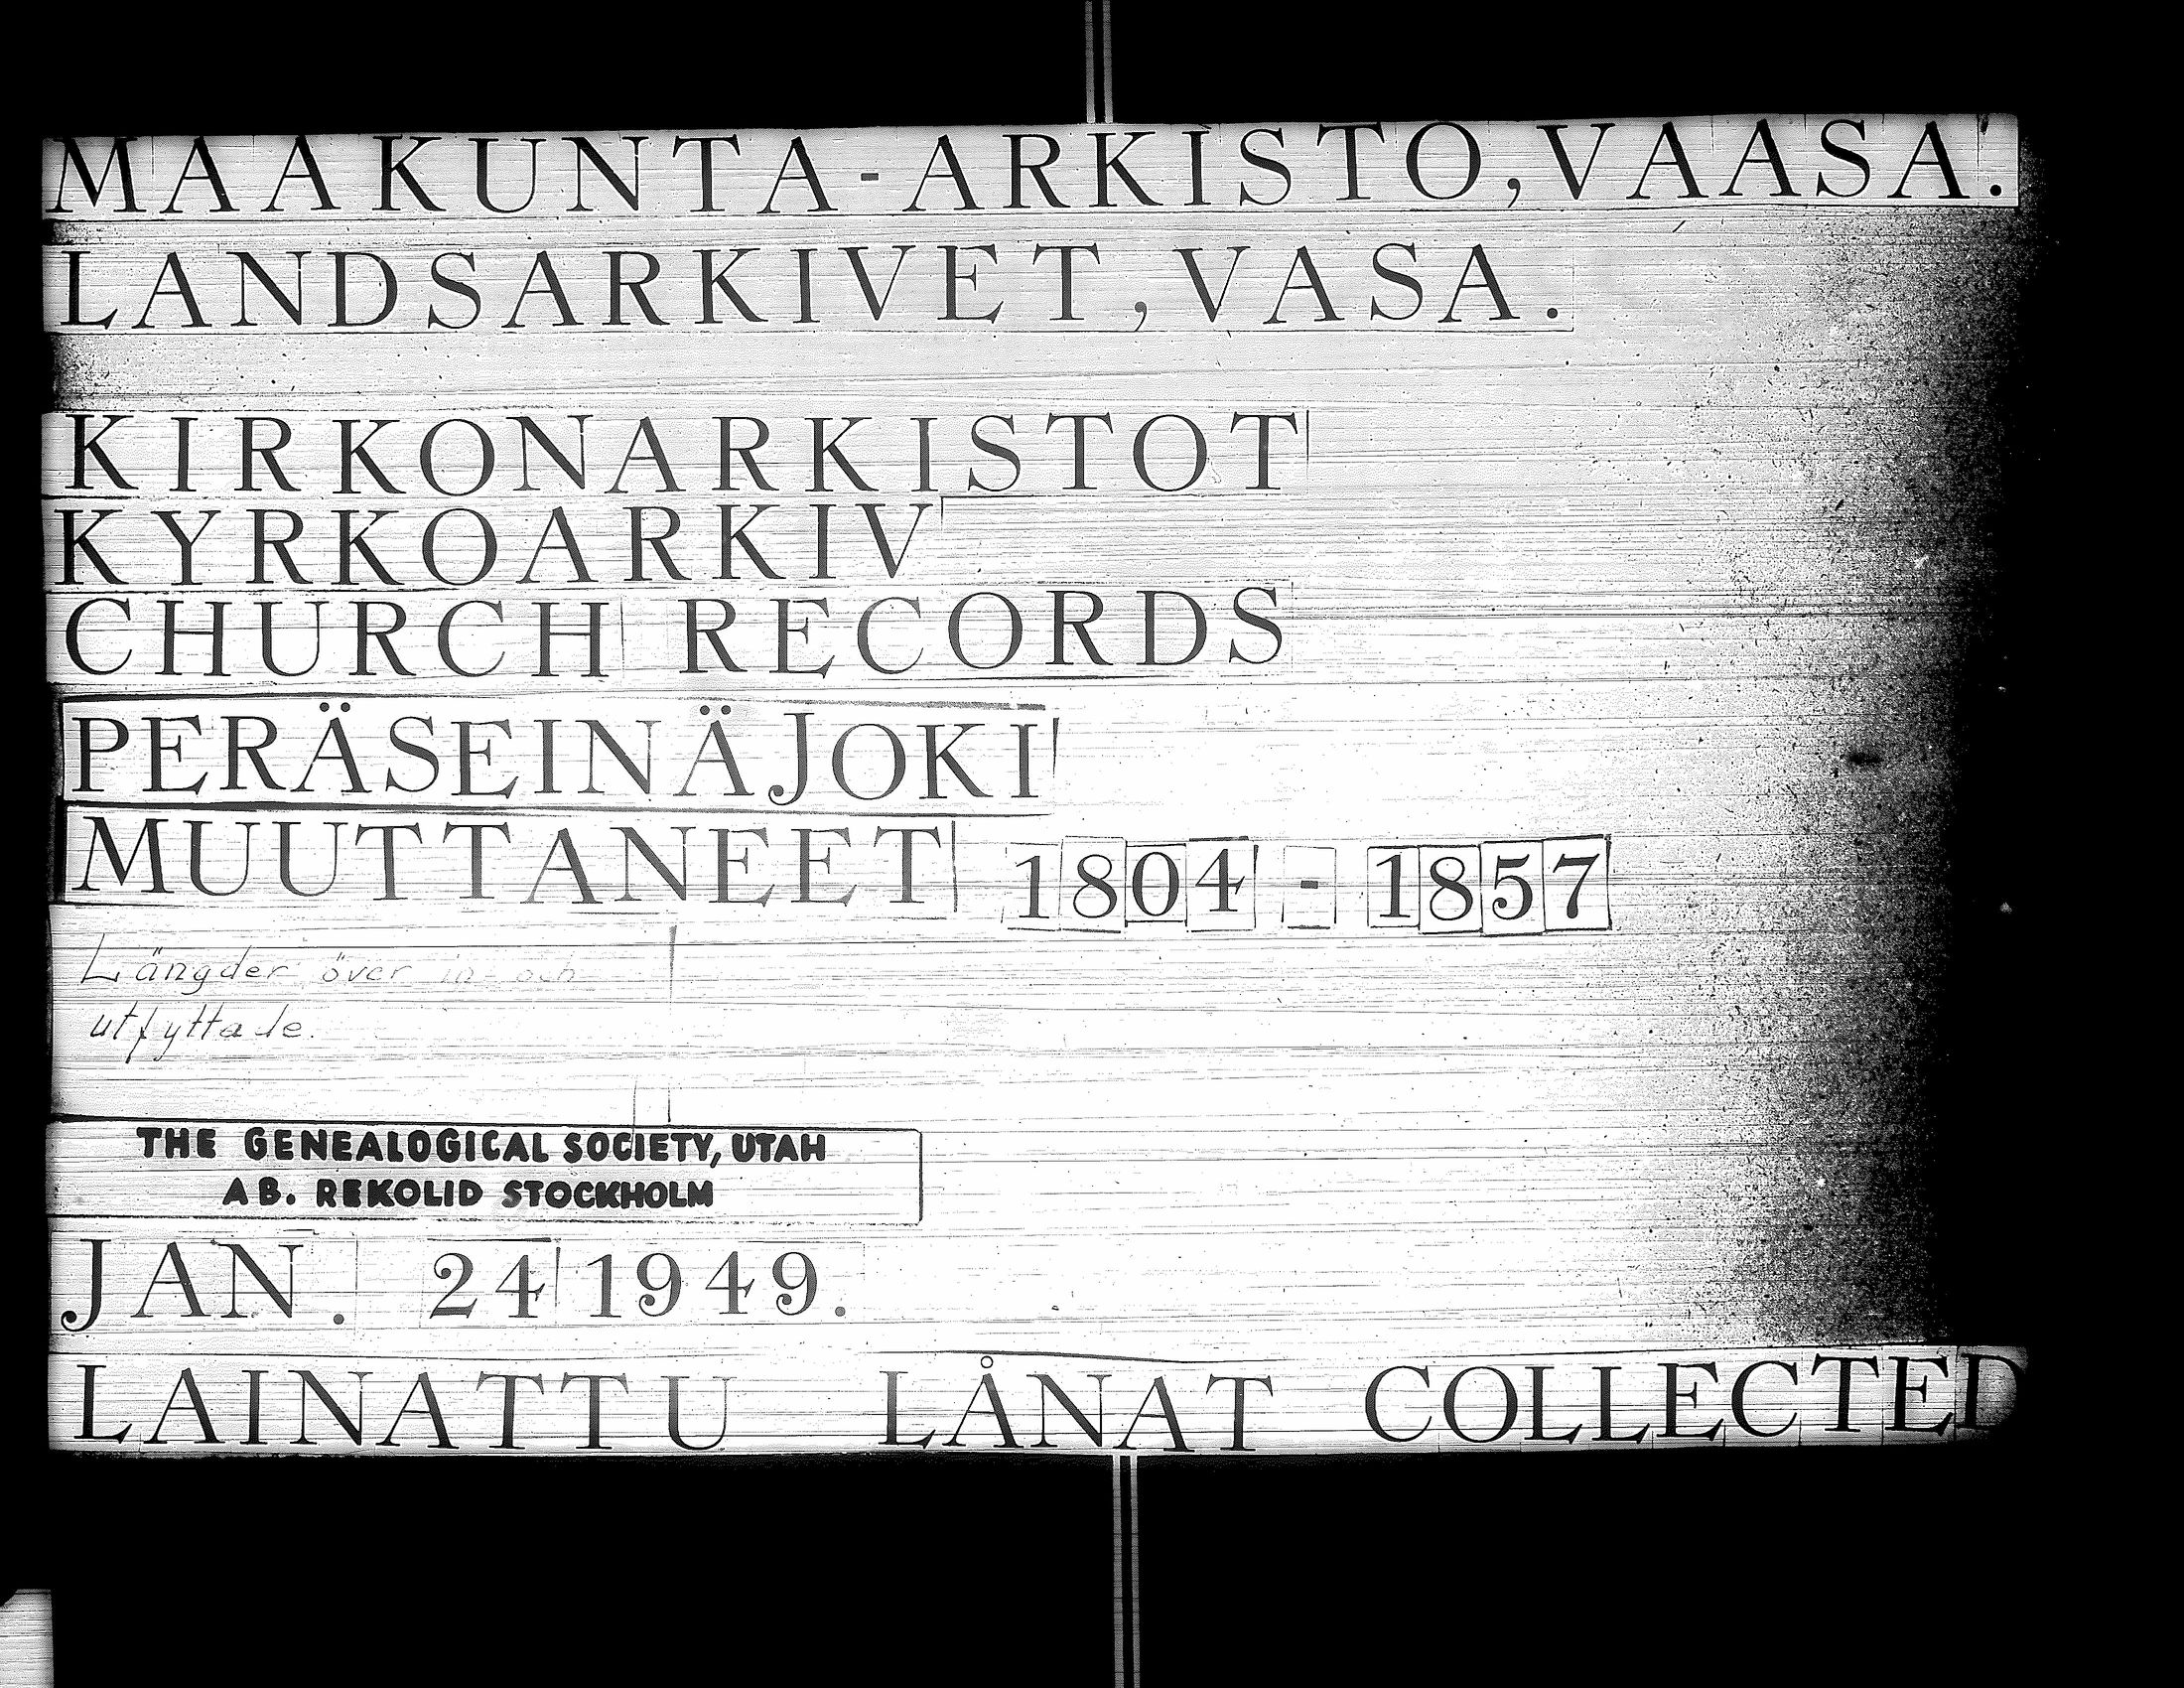 MAAKUNTA-ARKISTO, VAASA.
LANDSARKIVET, VASA.
KIRKONARKISTOT
KYRKOARKIV
CHURCH RECORDS
PERÄSEINÄJOKI
MUUTTANEET 1804 - 1857
Längder över in och
utfyttade.
THE GENEALOGICAL SOCIETY, UTAH
AB. REKOLID STOCKHOLM
JAN. 24 1949.
LAINATTU LÅNAT COLLECTED